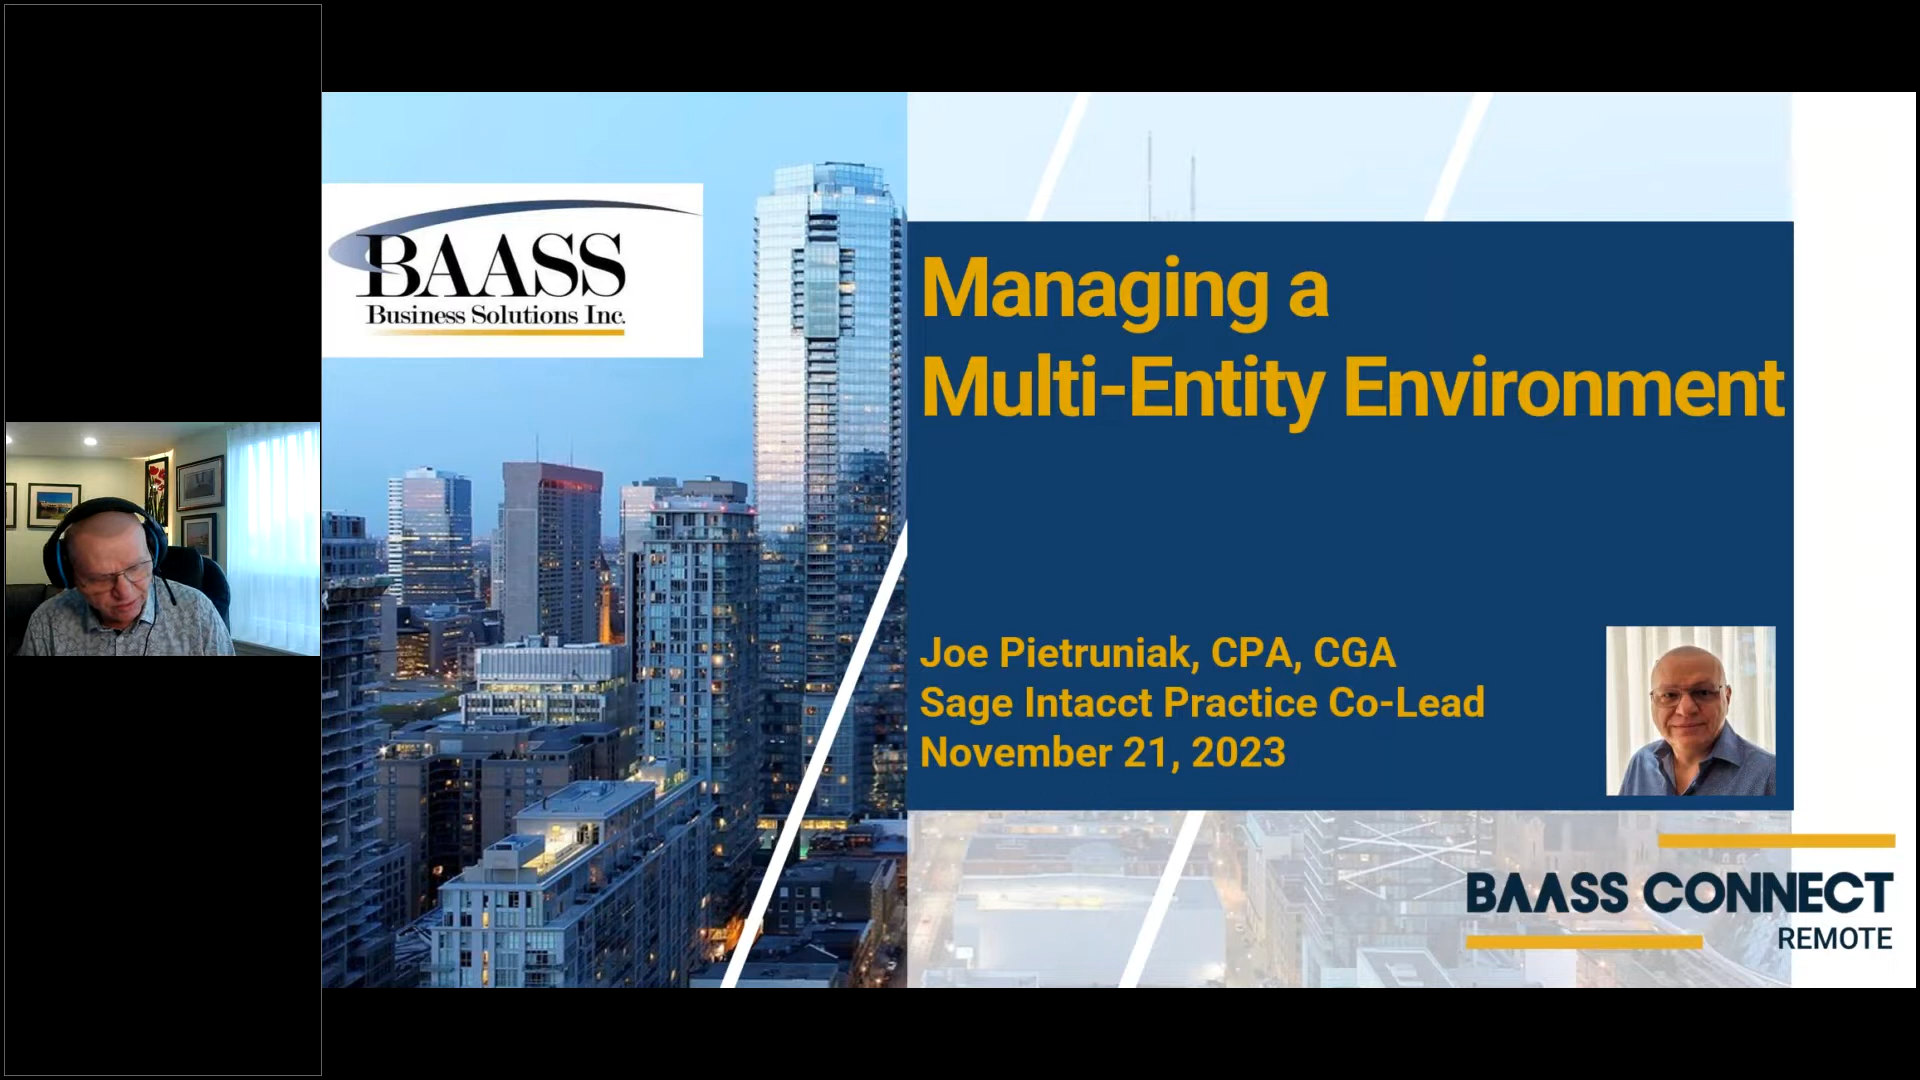 BAASS
Business Solutions Inc.
Managing a
Multi-Entity Environment
Joe Pietruniak, CPA, CGA
Sage Intacct Practice Co-Lead
November 21, 2023
BAASS CONNECT
REMOTE